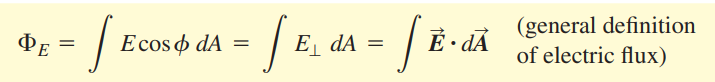 Φ_E = ∫ E cos ϕ dA = ∫ E_⊥ dA = ∫ E⃗ · dA⃗ (general definition
of electric flux)